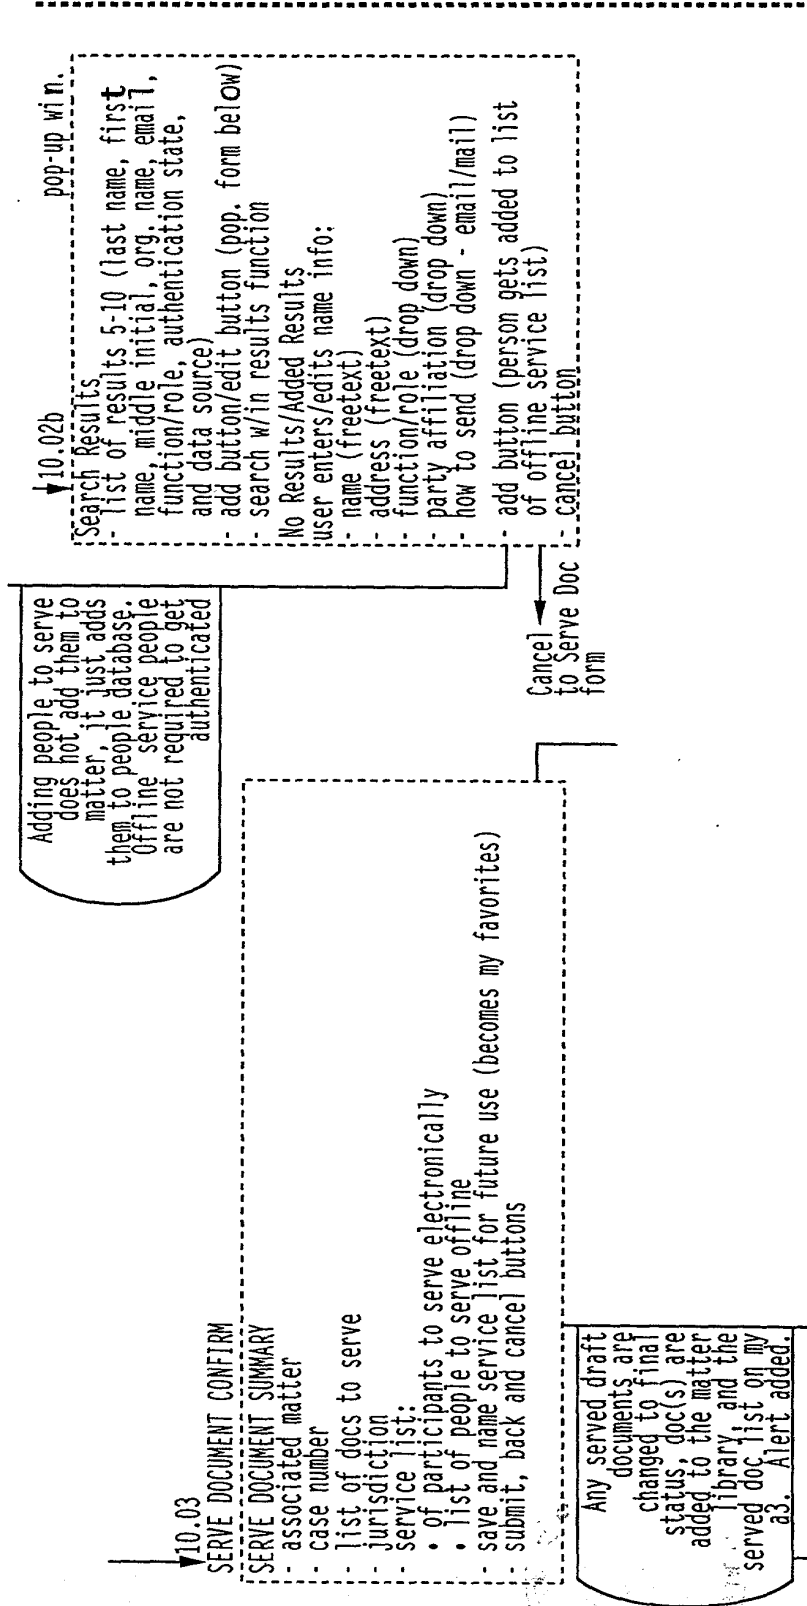 10.03
SERVE DOCUMENT CONFIRM
SERVE DOCUMENT SUMMARY
- associated matter
- case number
- list of docs to serve
- jurisdiction
- service list:
• of participants to serve electronically
• list of people to serve offline
- save and name service list for future use (becomes my favorites)
- submit, back and cancel buttons
Any served draft
documents are
changed to final
status, doc(s) are
added to the matter
library, and the
served doc list on my
a3. Alert added.
Adding people to serve
does not add them to
matter, it just adds
them to people database.
Offline service people
are not required to get
authenticated
10.02b
pop-up win.
Search Results
- list of results 5-10 (last name, first
name, middle initial, org. name, email,
function/role, authentication state,
and data source)
- add button/edit button (pop. form below)
- search w/in results function
No Results/Added Results
user enters/edits name info:
- name (freetext)
- address (freetext)
- function/role (drop down)
- party affiliation (drop down)
- how to send (drop down - email/mail)
- add button (person gets added to list
of offline service list)
- cancel button
Cancel
to Serve Doc
form